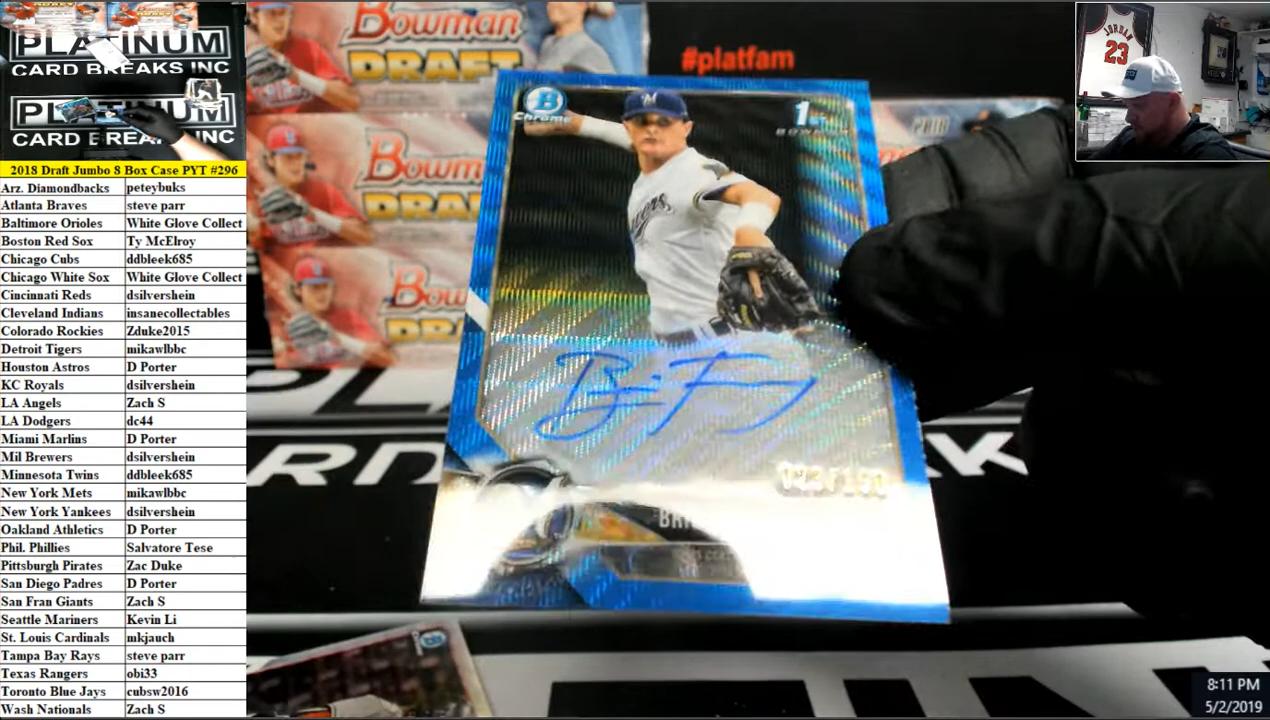 PLATINUM
CARD BREAKS INC
PLATINUM
CARD BREAKS INC
2018 Draft Jumbo 8 Box Case PYT #296
Arz. Diamondbacks peteybuks
Atlanta Braves steve parr
Baltimore Orioles White Glove Collect
Boston Red Sox Ty McElroy
Chicago Cubs ddbleek685
Chicago White Sox White Glove Collect
Cincinnati Reds dsilvershein
Cleveland Indians insanecollectables
Colorado Rockies Zduke2015
Detroit Tigers mikawlbbc
Houston Astros D Porter
KC Royals dsilvershein
LA Angels Zach S
LA Dodgers dc44
Miami Marlins D Porter
Mil Brewers dsilvershein
Minnesota Twins ddbleek685
New York Mets mikawlbbc
New York Yankees dsilvershein
Oakland Athletics D Porter
Phil. Phillies Salvatore Tese
Pittsburgh Pirates Zac Duke
San Diego Padres D Porter
San Fran Giants Zach S
Seattle Mariners Kevin Li
St. Louis Cardinals mkjauch
Tampa Bay Rays steve parr
Texas Rangers obi33
Toronto Blue Jays cubsw2016
Wash Nationals Zach S
Bowman
DRAFT
#platfam
Bowman
Bow
B
Chrome
1st
BOWMAN
Brewers
JORDAN
23
8:11 PM
5/2/2019